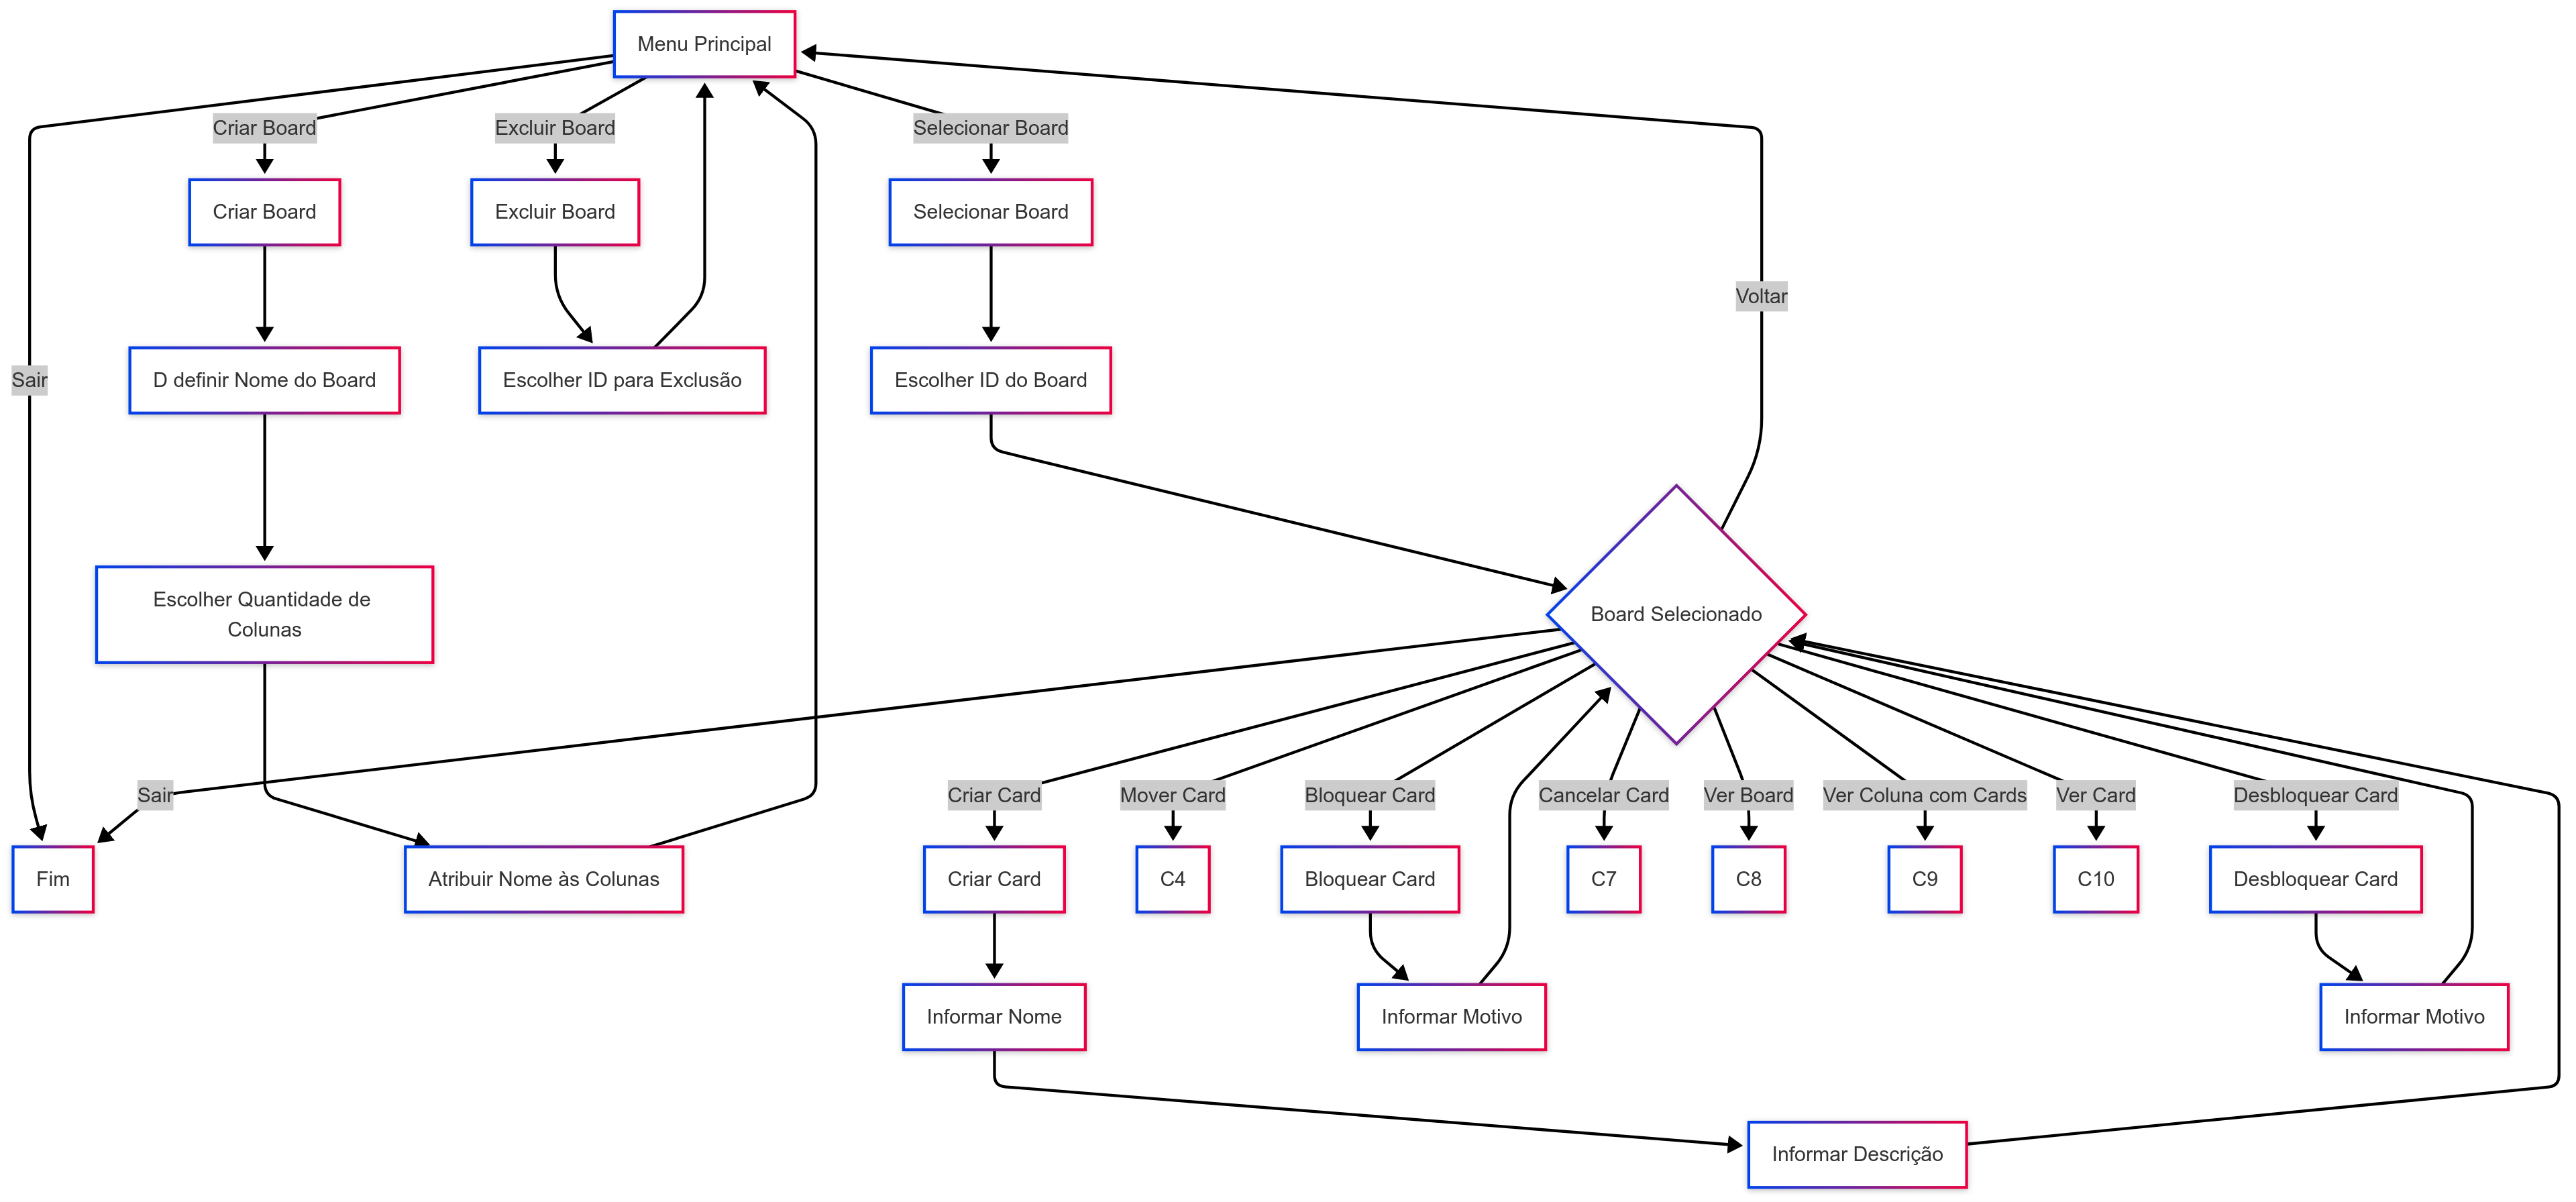 Menu Principal
Criar Board
Excluir Board
Selecionar Board
Criar Board
Excluir Board
Selecionar Board
Voltar
Sair
D definir Nome do Board
Escolher ID para Exclusão
Escolher ID do Board
Escolher Quantidade de
Colunas
Board Selecionado
Sair
Criar Card
Mover Card
Bloquear Card
Cancelar Card
Ver Board
Ver Coluna com Cards
Ver Card
Desbloquear Card
Fim
Atribuir Nome às Colunas
Criar Card
C4
Bloquear Card
C7
C8
C9
C10
Desbloquear Card
Informar Nome
Informar Motivo
Informar Motivo
Informar Descrição